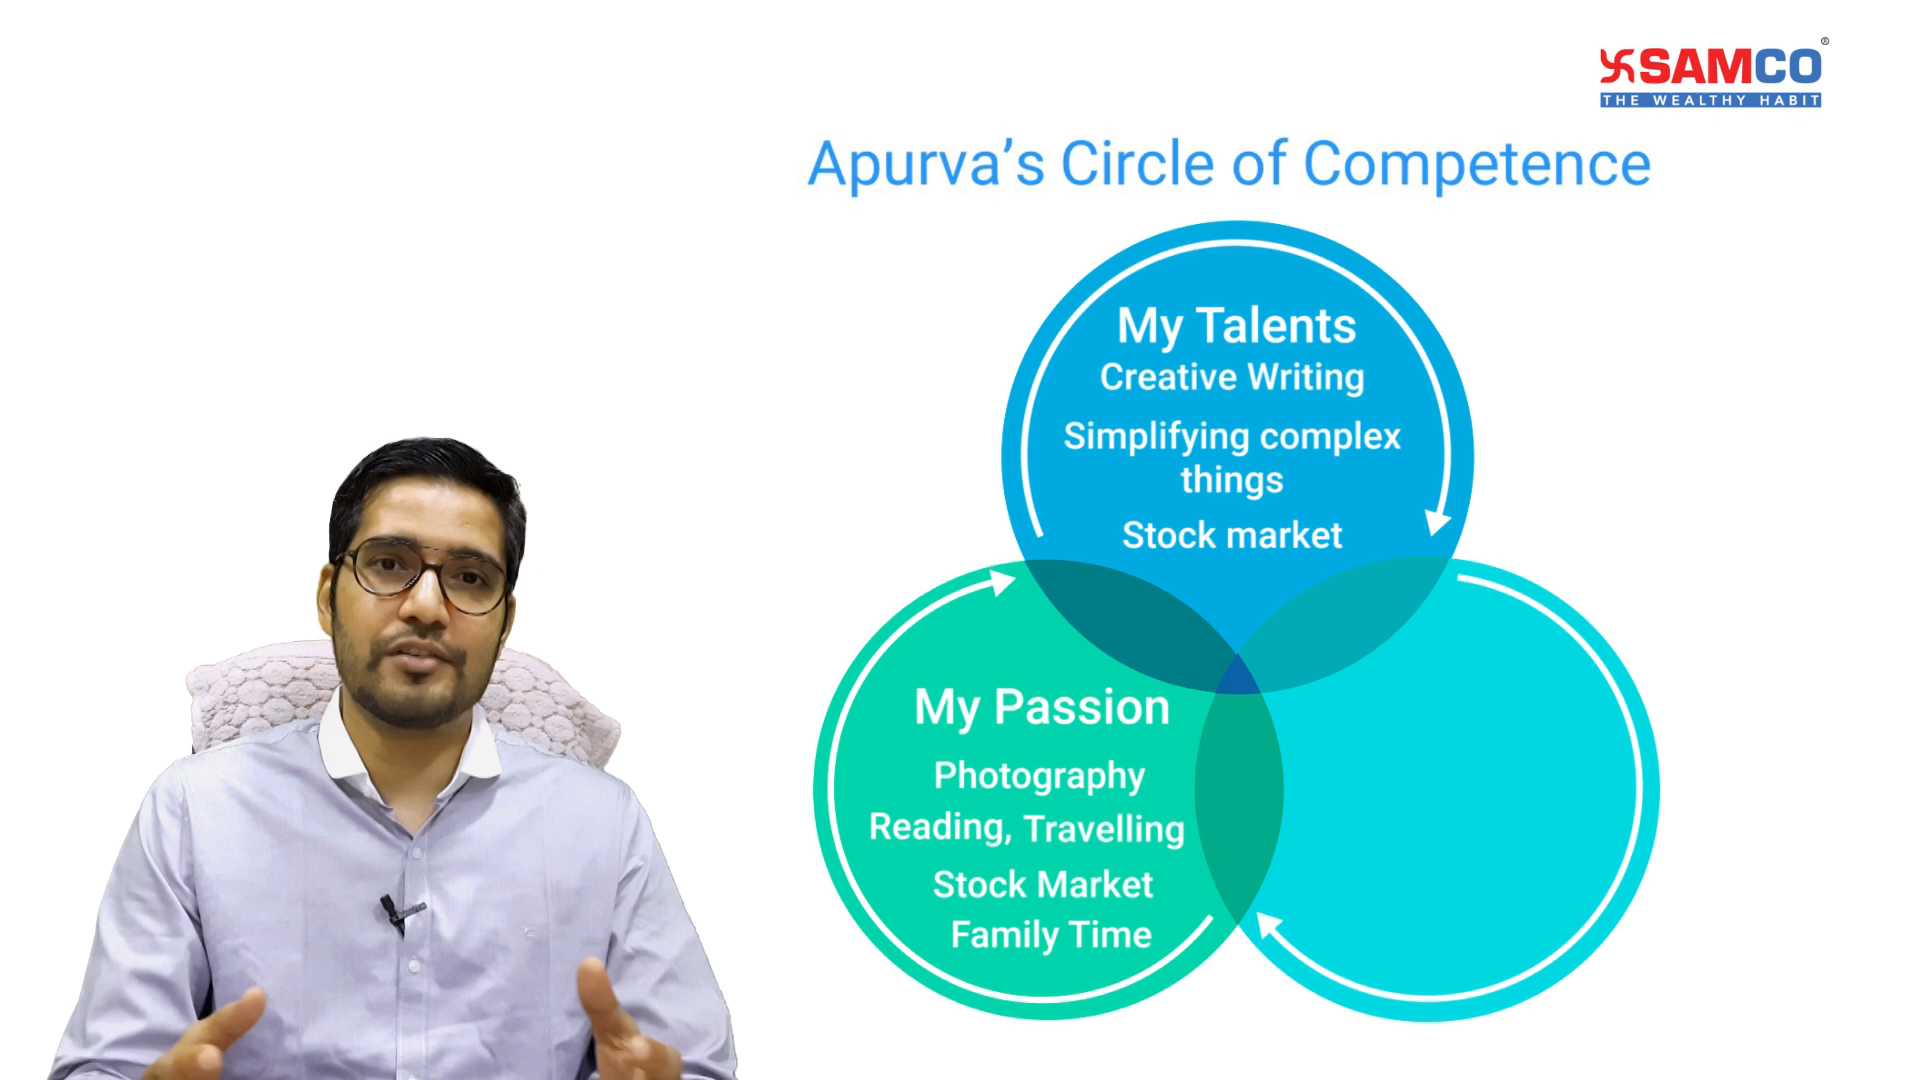 SAMCO®
THE WEALTHY HABIT
Apurva’s Circle of Competence
My Talents
Creative Writing
Simplifying complex
things
Stock market
My Passion
Photography
Reading, Travelling
Stock Market
Family Time